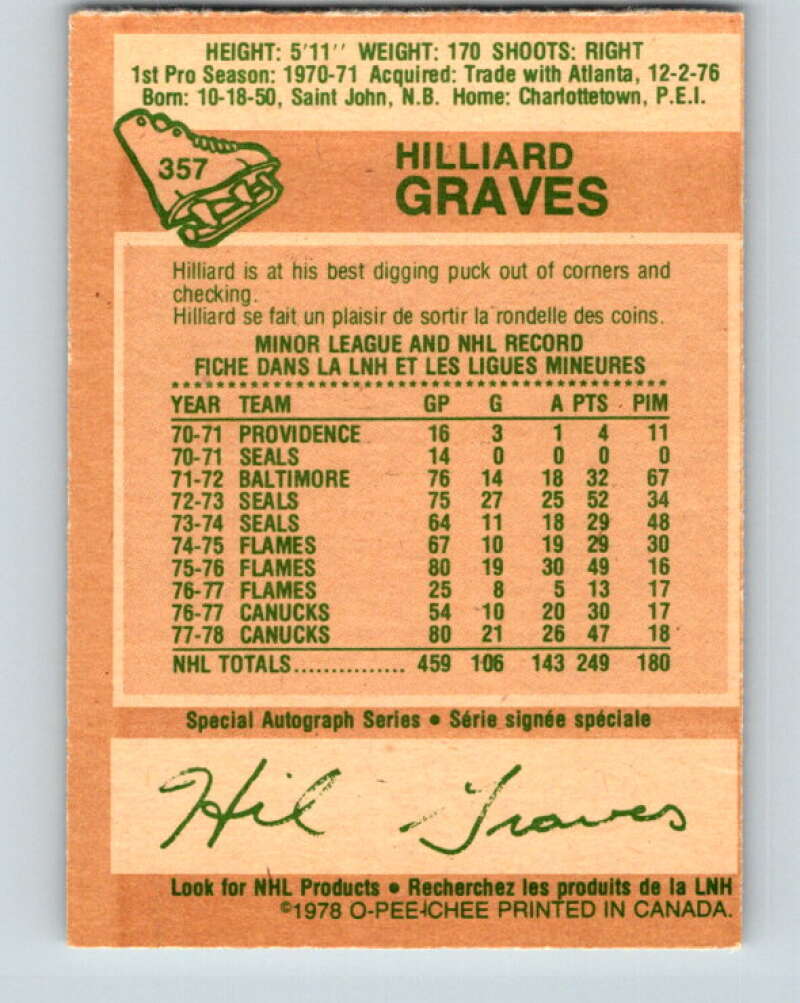 HEIGHT: 5'11'' WEIGHT: 170 SHOOTS: RIGHT
1st Pro Season: 1970-71 Acquired: Trade with Atlanta, 12-2-76
Born: 10-18-50, Saint John, N.B. Home: Charlottetown, P.E.I.
357
HILLIARD
GRAVES
Hilliard is at his best digging puck out of corners and
checking.
Hilliard se fait un plaisir de sortir la rondelle des coins.
MINOR LEAGUE AND NHL RECORD
FICHE DANS LA LNH ET LES LIGUES MINEURES
YEAR TEAM GP G A PTS PIM
70-71 PROVIDENCE 16 3 1 4 11
70-71 SEALS 14 0 0 0 0
71-72 BALTIMORE 76 14 18 32 67
72-73 SEALS 75 27 25 52 34
73-74 SEALS 64 11 18 29 48
74-75 FLAMES 67 10 19 29 30
75-76 FLAMES 80 19 30 49 16
76-77 FLAMES 25 8 5 13 17
76-77 CANUCKS 54 10 20 30 17
77-78 CANUCKS 80 21 26 47 18
NHL TOTALS............... 459 106 143 249 180
Special Autograph Series • Série signée spéciale
Hil Graves
Look for NHL Products • Recherchez les produits de la LNH
©1978 O-PEE-CHEE PRINTED IN CANADA.